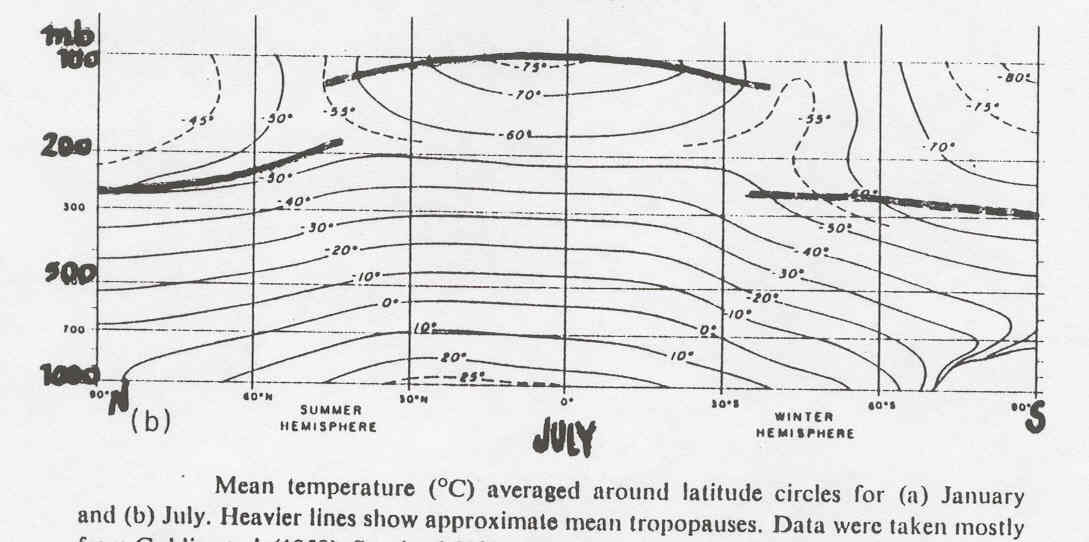 mb
100
-75°
-80°
-70°
-75°
-45°
-50°
-55°
-55°
-60°
-70°
200
-50°
-60°
300
-40°
-50°
-30°
-40°
-20°
-30°
500
-10°
-20°
0°
-10°
700
10°
0°
20°
10°
1000
25°
90°N
60°N
30°N
0°
30°S
60°S
90°S
(b)
SUMMER
HEMISPHERE
JULY
WINTER
HEMISPHERE
Mean temperature (°C) averaged around latitude circles for (a) January
and (b) July. Heavier lines show approximate mean tropopauses. Data were taken mostly